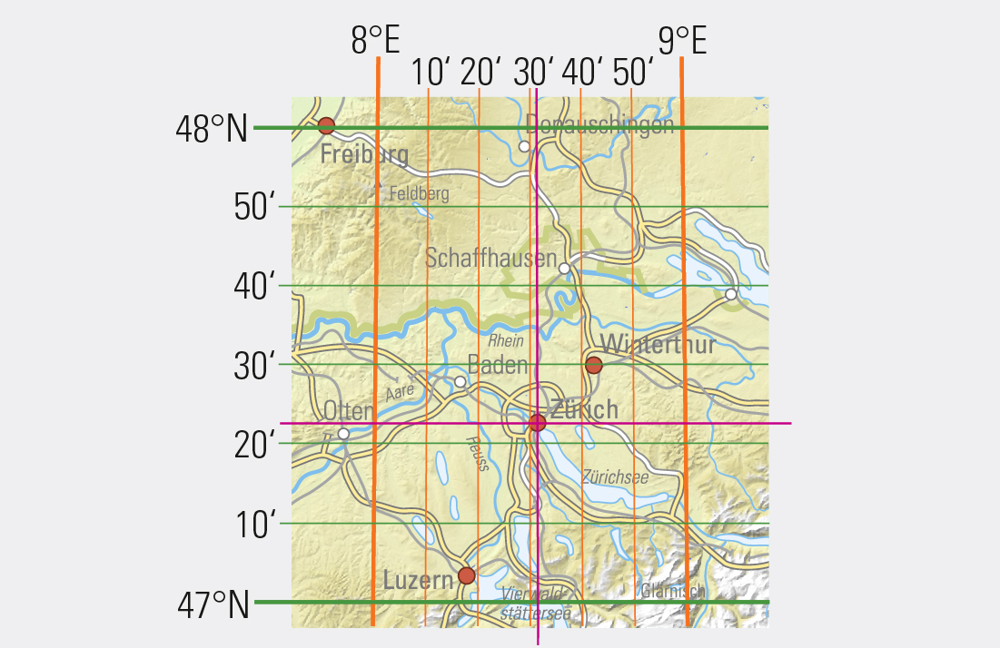 8°E 9°E
10‘ 20‘ 30‘ 40‘ 50‘
48°N
Donauschingen
Freiburg
Feldberg
50‘
Schaffhausen
40‘
Rhein
Winterthur
30‘
Baden
Aare
Olten
Zürich
20‘
Reuss
Zürichsee
10‘
Luzern
Glärnisch
47°N
Vierwald-
stättersee